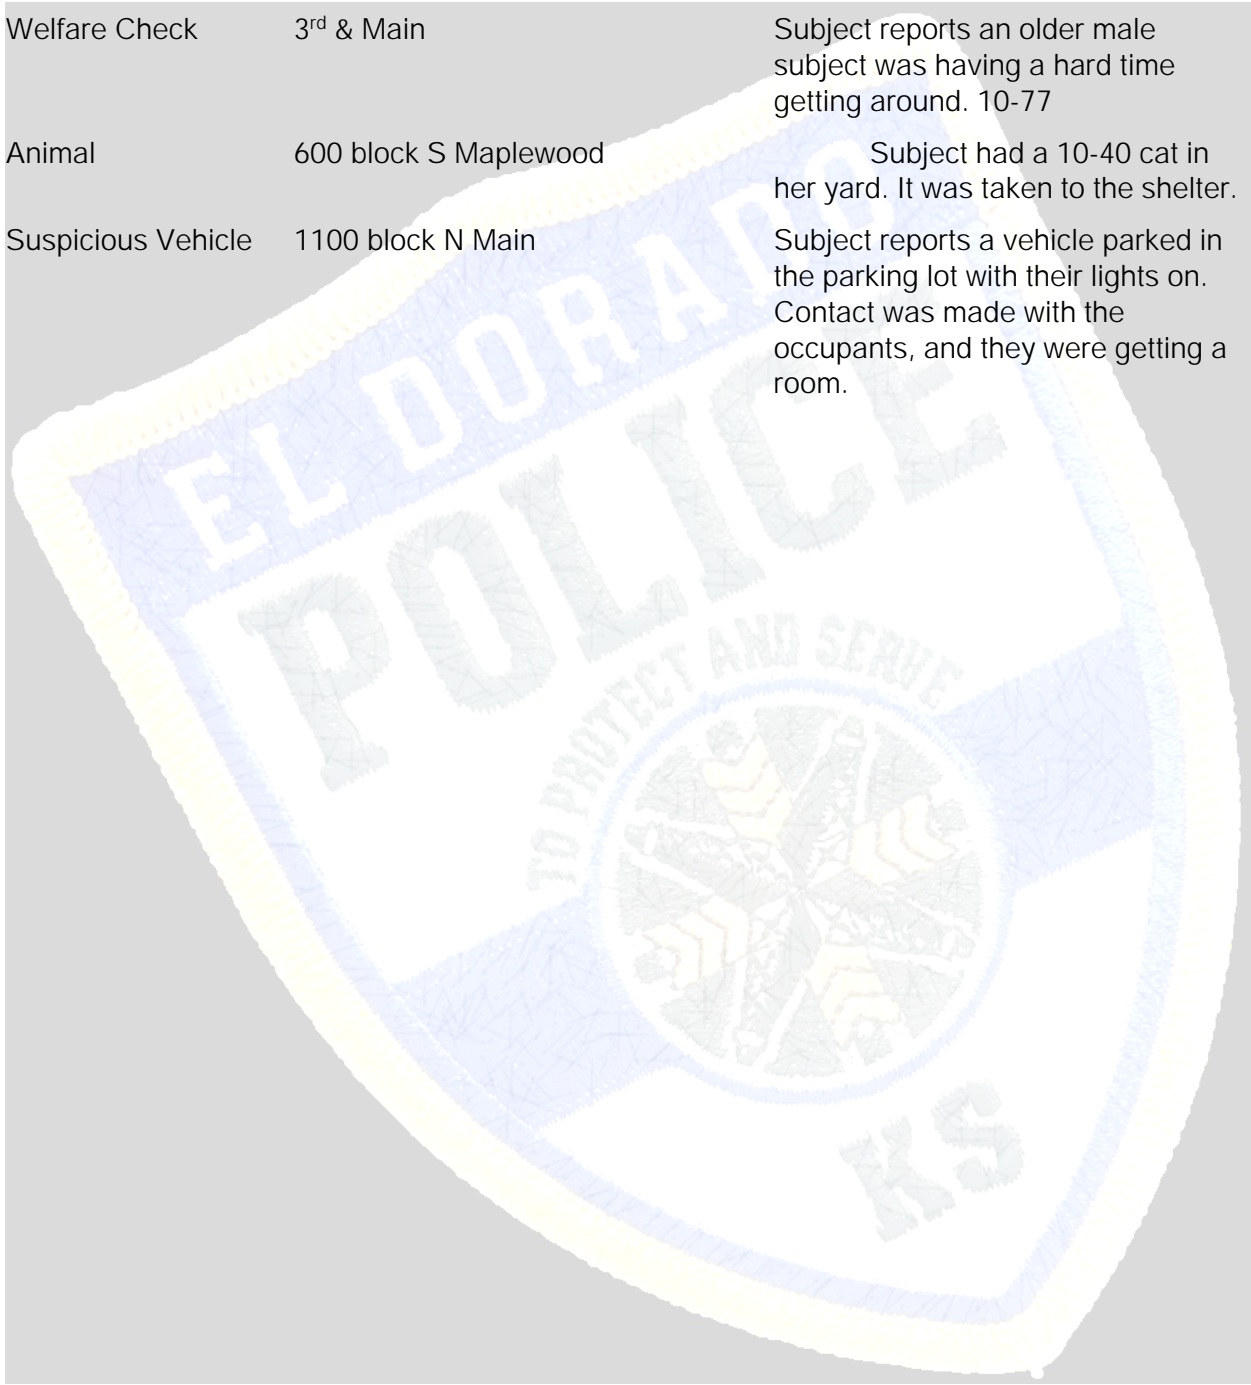 Welfare Check 3rd & Main Subject reports an older male
subject was having a hard time
getting around. 10-77
Animal 600 block S Maplewood Subject had a 10-40 cat in
her yard. It was taken to the shelter.
Suspicious Vehicle 1100 block N Main Subject reports a vehicle parked in
the parking lot with their lights on.
Contact was made with the
occupants, and they were getting a
room.
EL DORADO
POLICE
TO PROTECT AND SERVE
KS